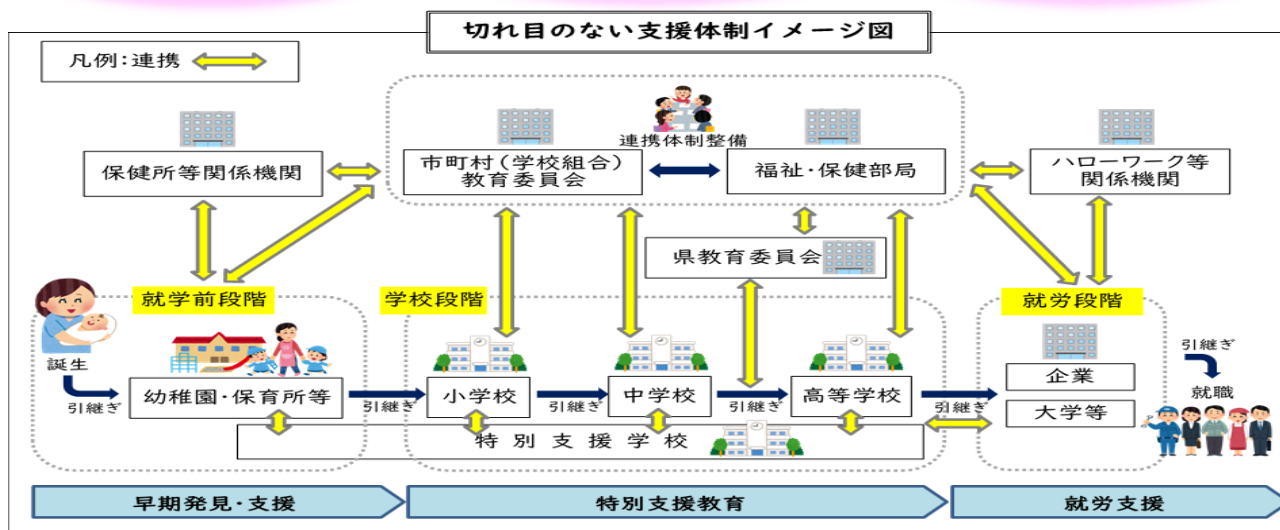 切れ目のない支援体制イメージ図
凡例:連携
連携体制整備
保健所等関係機関
市町村(学校組合)
教育委員会
福祉・保健部局
ハローワーク等
関係機関
県教育委員会
就学前段階
学校段階
就労段階
誕生
引継ぎ
幼稚園・保育所等
引継ぎ
小学校
引継ぎ
中学校
引継ぎ
高等学校
引継ぎ
企業
大学等
引継ぎ
就職
特別支援学校
早期発見・支援
特別支援教育
就労支援